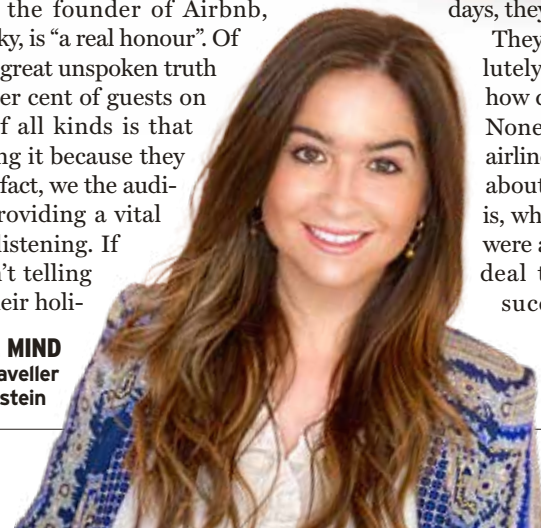 the founder of Airbnb,
ky, is “a real honour”. Of
great unspoken truth
er cent of guests on
f all kinds is that
ng it because they
fact, we the audi-
roviding a vital
listening. If
n’t telling
eir holi-
MIND
aveller
stein
days, they
They
lutely
how
None
airline
about
is, wh
were a
deal t
succ